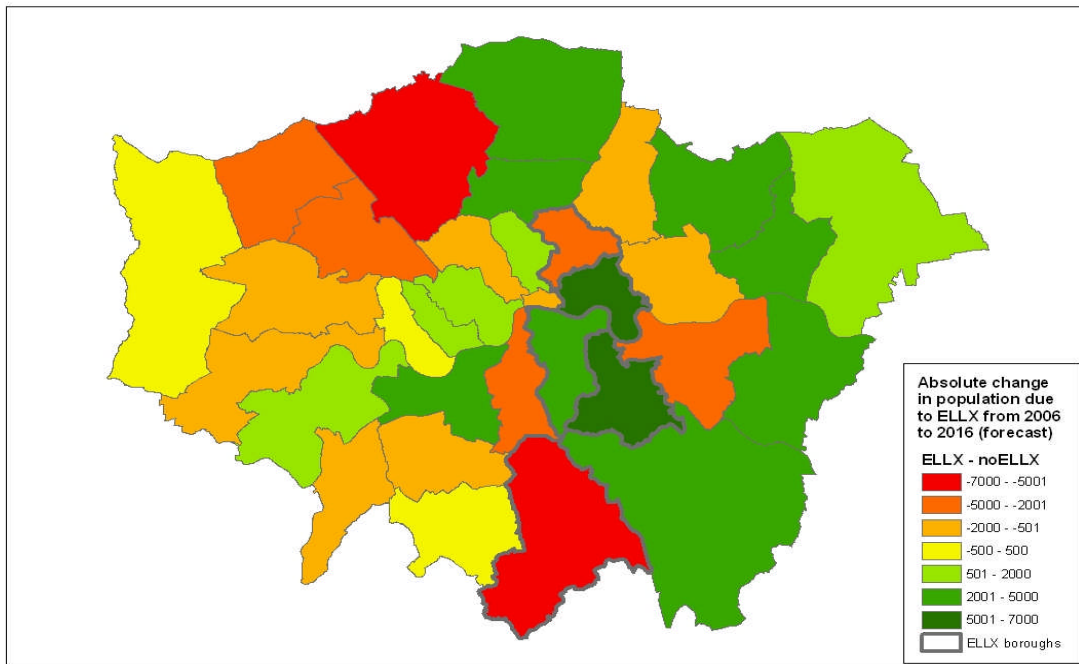 Absolute change
in population due
to ELLX from 2006
to 2016 (forecast)
ELLX - noELLX
-7000 - -5001
-5000 - -2001
-2000 - -501
-500 - 500
501 - 2000
2001 - 5000
5001 - 7000
ELLX boroughs